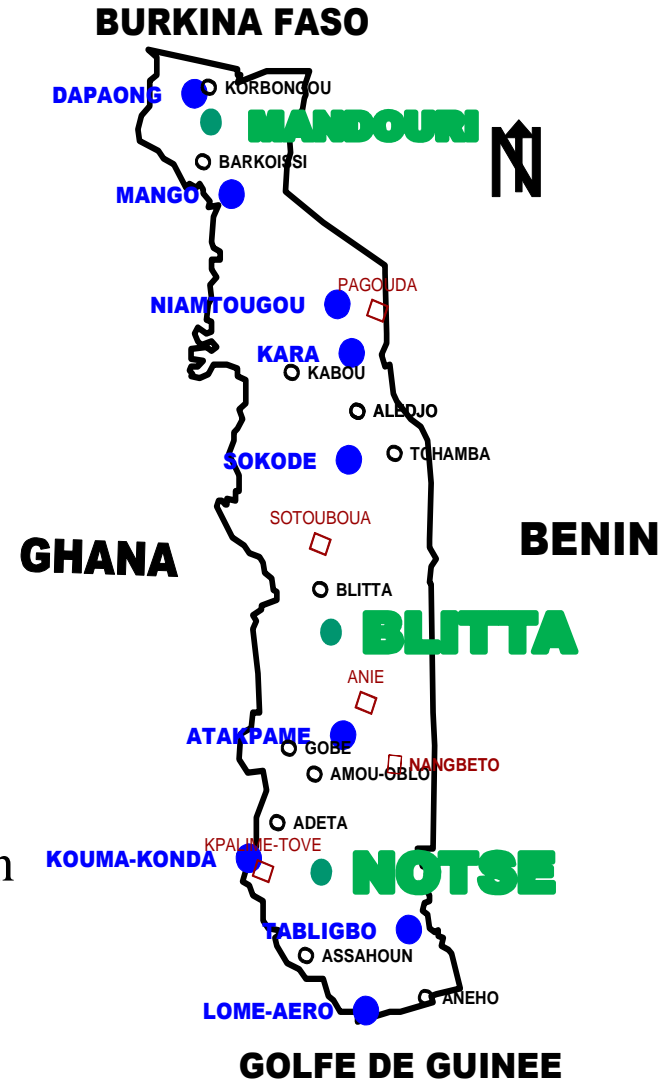 BURKINA FASO
DAPAONG
KORBONGOU
MANDOURI
N
BARKOISSI
MANGO
PAGOUDA
NIAMTOUGOU
KARA
KABOU
ALEDJO
TCHAMBA
SOKODE
SOTOUBOUA
BENIN
GHANA
BLITTA
BLITTA
ANIE
ATAKPAME
GOBE
NANGBETO
AMOU-OBLO
ADETA
KPALIME-TOVE
n
KOUMA-KONDA
NOTSE
TABLIGBO
ASSAHOUN
ANEHO
LOME-AERO
GOLFE DE GUINEE